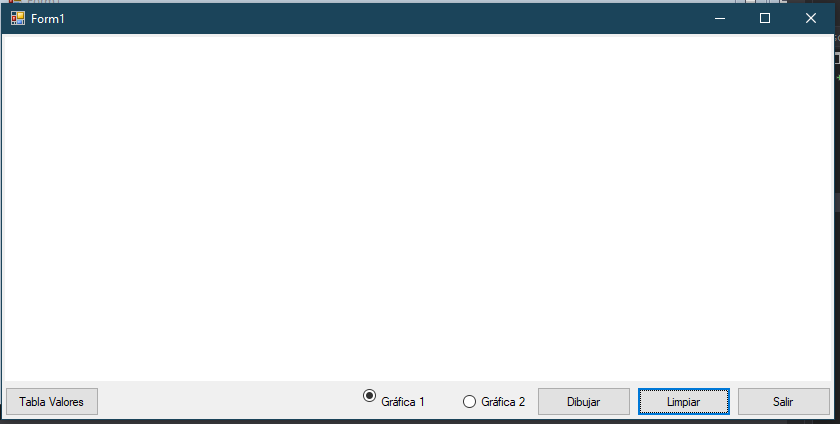 Form1
Tabla Valores
Gráfica 1
Gráfica 2
Dibujar
Limpiar
Salir